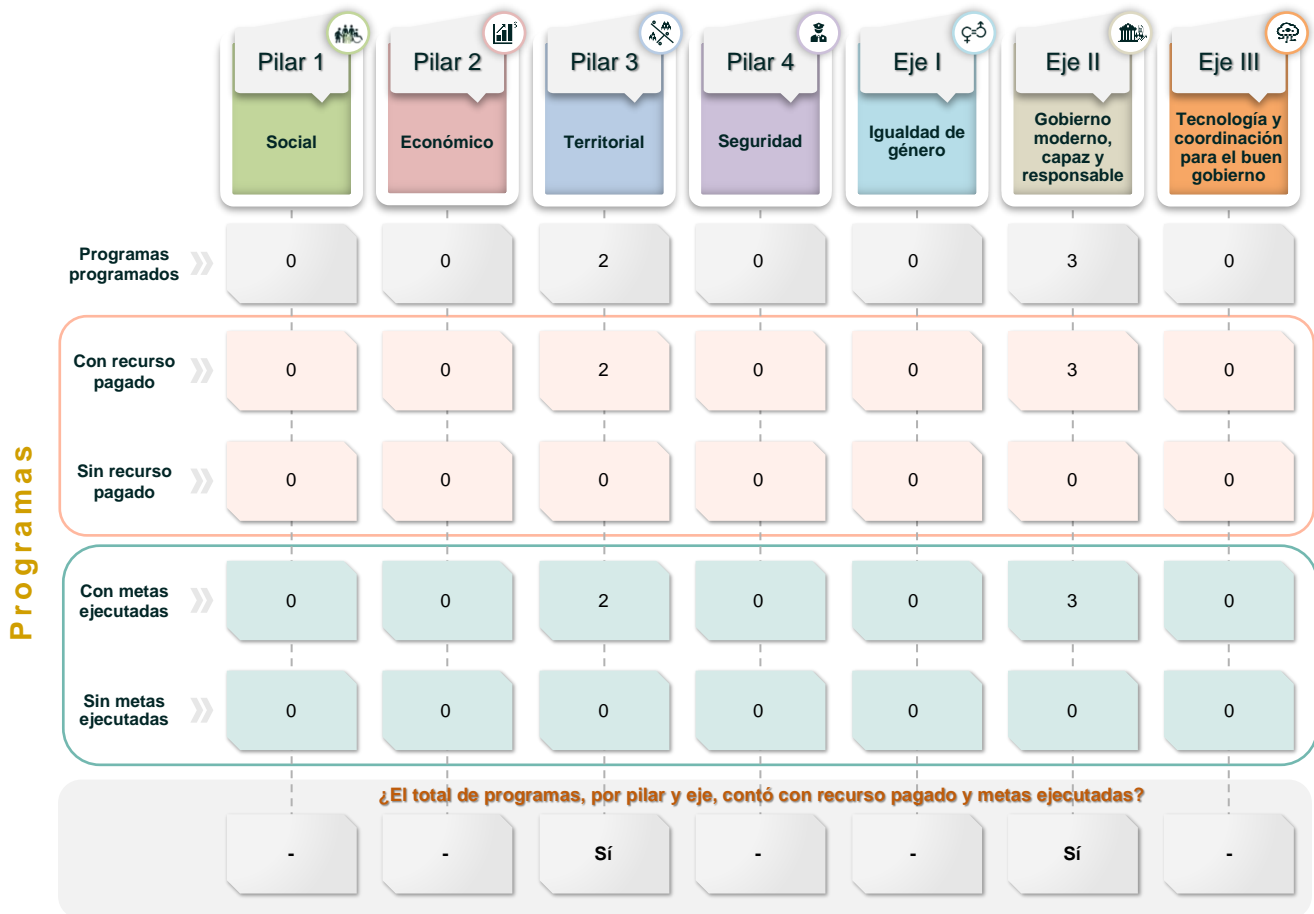 Pilar 1
Pilar 2
Pilar 3
Pilar 4
Eje I
Eje II
Eje III
Social
Económico
Territorial
Seguridad
Igualdad de
género
Gobierno
moderno,
capaz y
responsable
Tecnología y
coordinación
para el buen
gobierno
Programas
Programas
programados
0 0 2 0 0 3 0
Con recurso
pagado
0 0 2 0 0 3 0
Sin recurso
pagado
0 0 0 0 0 0 0
Con metas
ejecutadas
0 0 2 0 0 3 0
Sin metas
ejecutadas
0 0 0 0 0 0 0
¿El total de programas, por pilar y eje, contó con recurso pagado y metas ejecutadas?
- - Sí - - Sí -